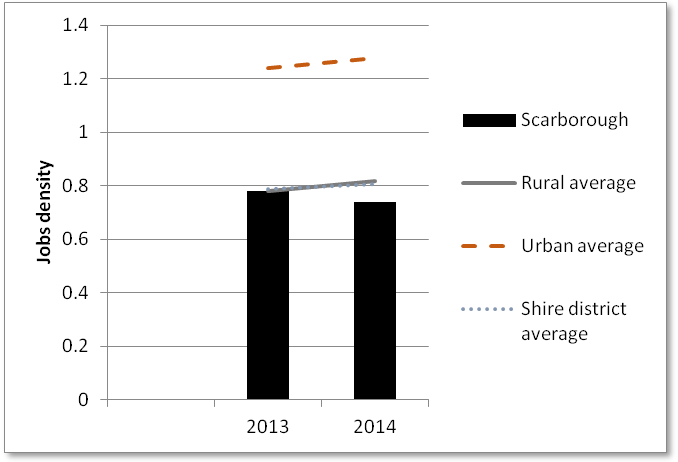 1.4
1.2
1
0.8
0.6
0.4
0.2
0
Jobs density
2013
2014
Scarborough
Rural average
Urban average
Shire district
average